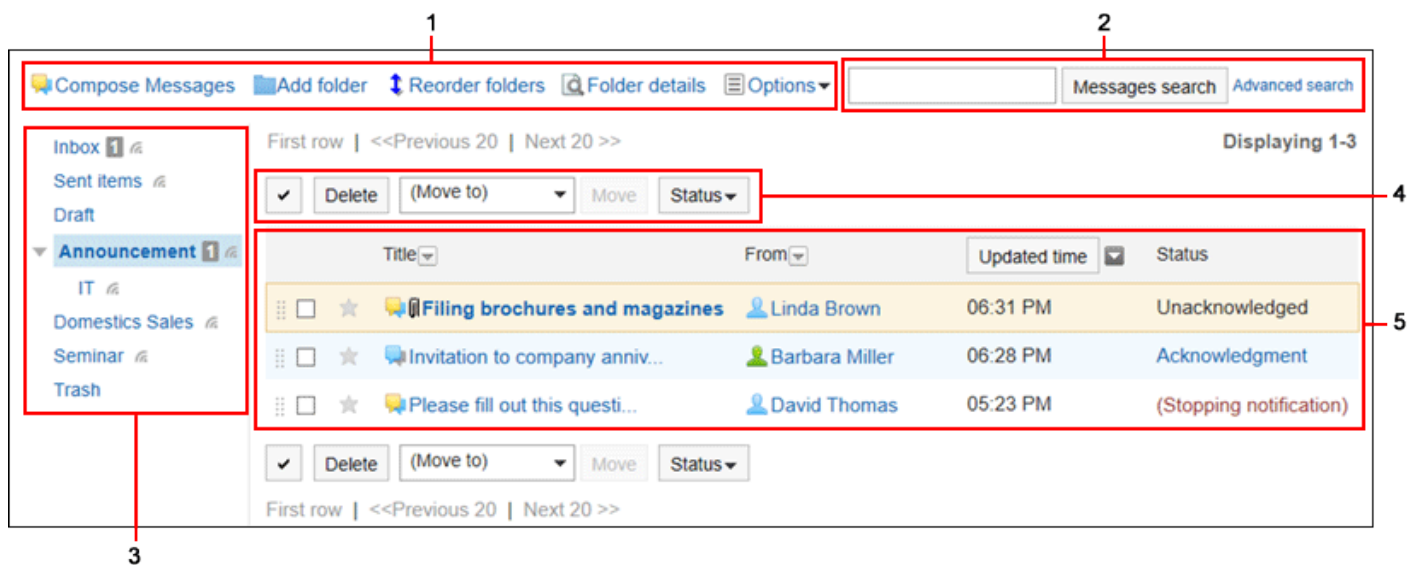 1 2
Compose Messages Add folder Reorder folders Folder details Options Messages search Advanced search
Inbox 1 First row | <<Previous 20 | Next 20 >> Displaying 1-3
Sent items Delete (Move to) Move Status 4
Draft
Announcement 1 Title From Updated time Status
IT
Filing brochures and magazines Linda Brown 06:31 PM Unacknowledged
Domestics Sales 5
Seminar Invitation to company anniv... Barbara Miller 06:28 PM Acknowledgment
Trash
Please fill out this questi... David Thomas 05:23 PM (Stopping notification)
Delete (Move to) Move Status
First row | <<Previous 20 | Next 20 >>
3